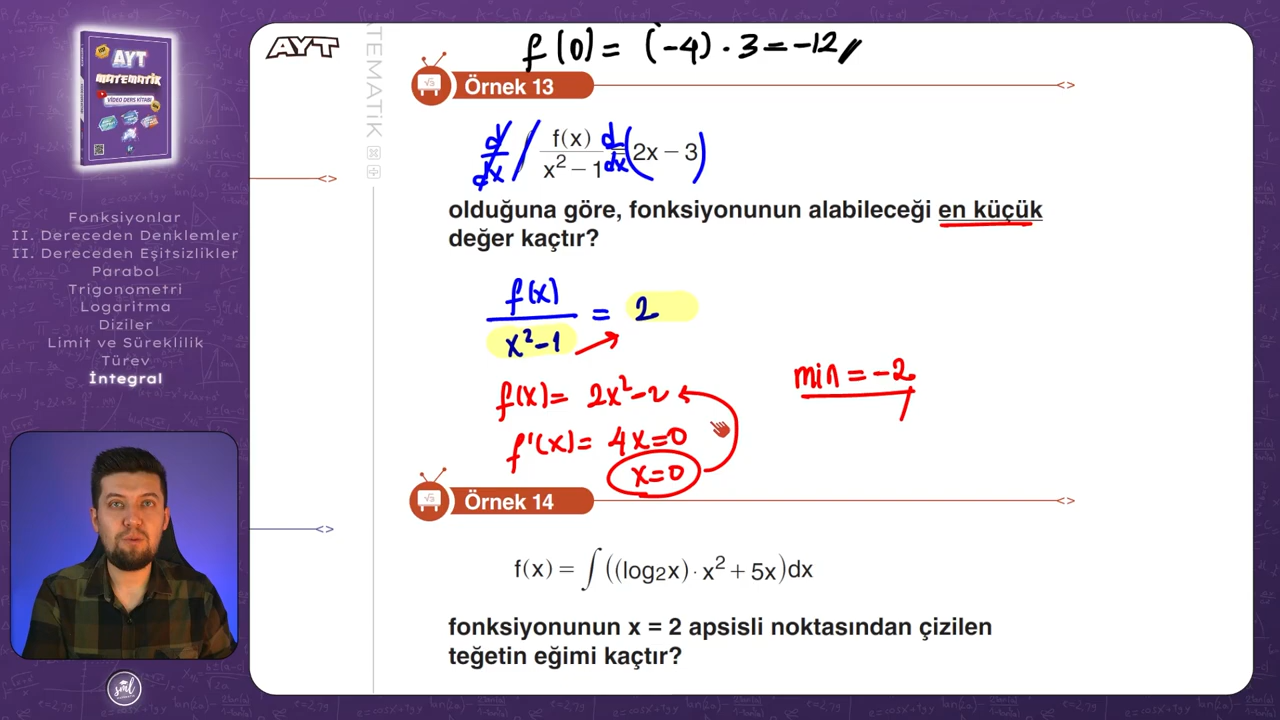 AYT
MATEMATİK
VİDEO DERS KİTABI
Fonksiyonlar
II. Dereceden Denklemler
II. Dereceden Eşitsizlikler
Parabol
Trigonometri
Logaritma
Diziler
Limit ve Süreklilik
Türev
İntegral
sml
AYT
TEMATİK
f(0) = (-4) · 3 = -12
Örnek 13
d/dx ∫ f(x)/(x² − 1) d/dx (2x − 3)
olduğuna göre, fonksiyonunun alabileceği en küçük
değer kaçtır?
f(x)/(x²-1) = 2
f(x) = 2x²-2
min = -2
f'(x) = 4x=0
x=0
Örnek 14
f(x) = ∫((log2x) · x² + 5x)dx
fonksiyonunun x = 2 apsisli noktasından çizilen
teğetin eğimi kaçtır?